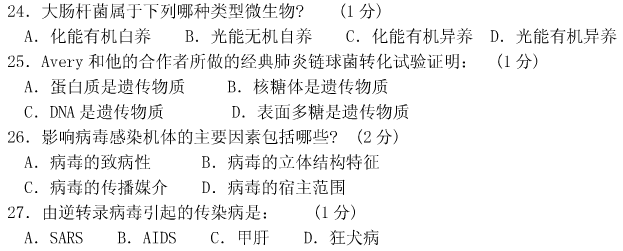 24. 大肠杆菌属于下列哪种类型微生物? (1 分)
A. 化能有机白养 B. 光能无机自养 C. 化能有机异养 D. 光能有机异养
25. Avery 和他的合作者所做的经典肺炎链球菌转化试验证明: (1 分)
A. 蛋白质是遗传物质 B. 核糖体是遗传物质
C. DNA 是遗传物质 D. 表面多糖是遗传物质
26. 影响病毒感染机体的主要因素包括哪些? (2 分)
A. 病毒的致病性 B. 病毒的立体结构特征
C. 病毒的传播媒介 D. 病毒的宿主范围
27. 由逆转录病毒引起的传染病是: (1 分)
A. SARS B. AIDS C. 甲肝 D. 狂犬病